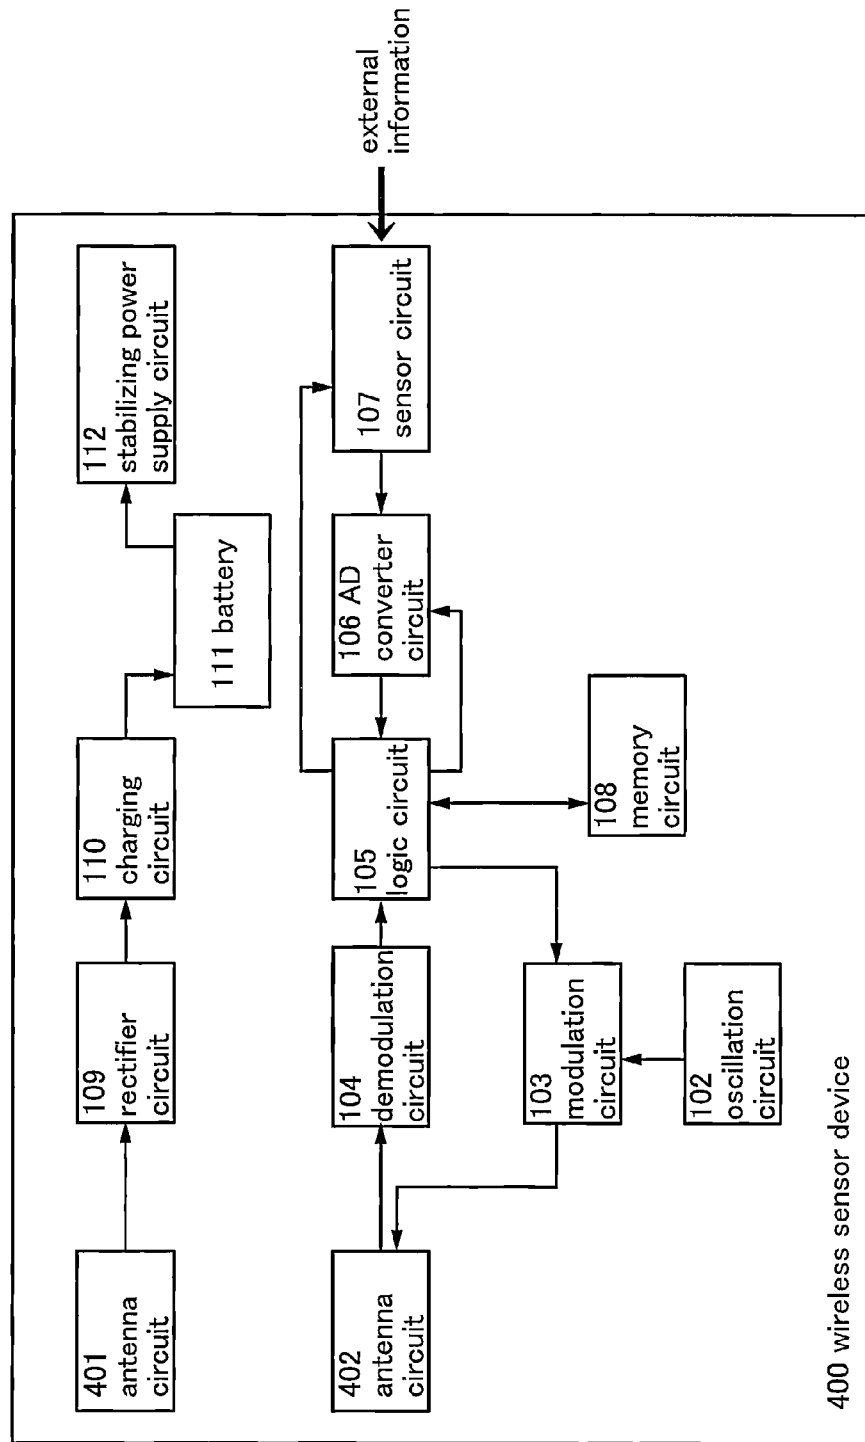 401
antenna
circuit
109
rectifier
circuit
110
charging
circuit
111 battery
112
stabilizing power
supply circuit
402
antenna
circuit
104
demodulation
circuit
105
logic circuit
106 AD
converter
circuit
107
sensor circuit
external
information
103
modulation
circuit
102
oscillation
circuit
108
memory
circuit
400 wireless sensor device